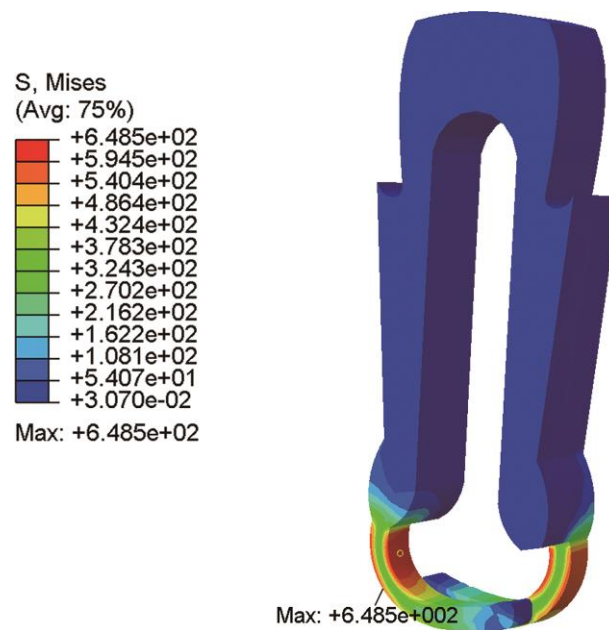 S, Mises
(Avg: 75%)
+6.485e+02
+5.945e+02
+5.404e+02
+4.864e+02
+4.324e+02
+3.783e+02
+3.243e+02
+2.702e+02
+2.162e+02
+1.622e+02
+1.081e+02
+5.407e+01
+3.070e-02
Max: +6.485e+02
Max: +6.485e+002